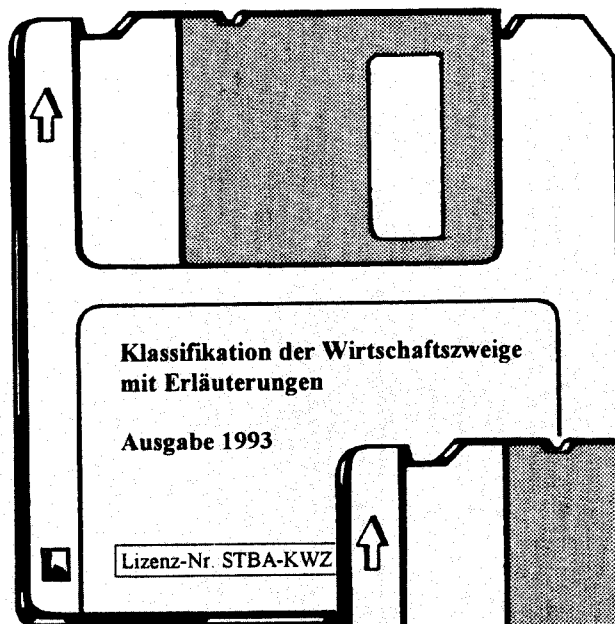 Klassifikation der Wirtschaftszweige
mit Erläuterungen
Ausgabe 1993
Lizenz-Nr. STBA-KWZ